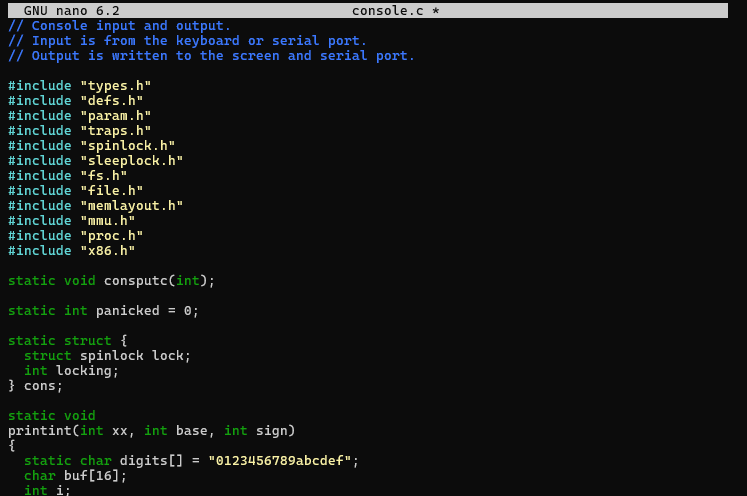 GNU nano 6.2 console.c *
// Console input and output.
// Input is from the keyboard or serial port.
// Output is written to the screen and serial port.
#include "types.h"
#include "defs.h"
#include "param.h"
#include "traps.h"
#include "spinlock.h"
#include "sleeplock.h"
#include "fs.h"
#include "file.h"
#include "memlayout.h"
#include "mmu.h"
#include "proc.h"
#include "x86.h"
static void consputc(int);
static int panicked = 0;
static struct {
  struct spinlock lock;
  int locking;
} cons;
static void
printint(int xx, int base, int sign)
{
  static char digits[] = "0123456789abcdef";
  char buf[16];
  int i;